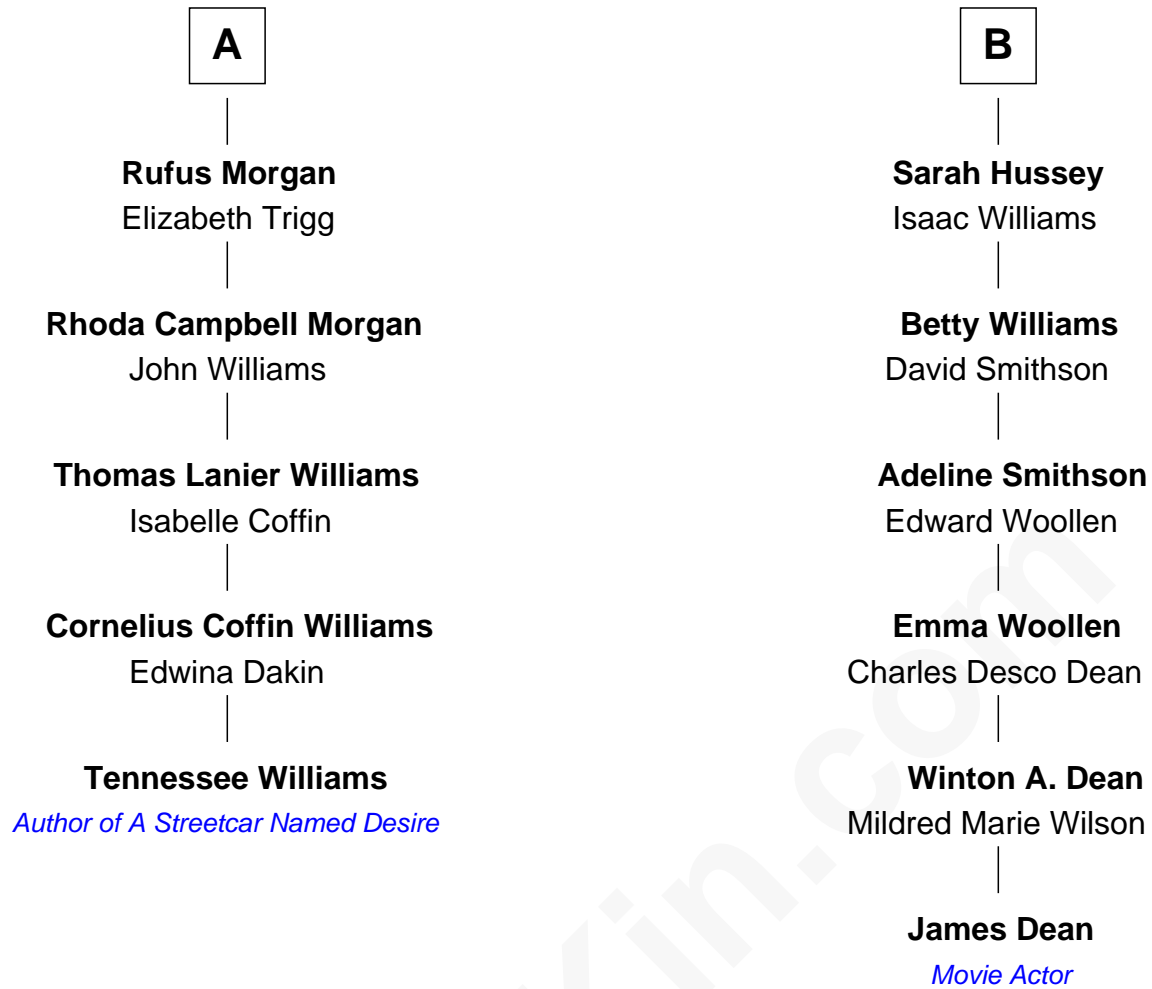 A
Rufus Morgan
Elizabeth Trigg
Rhoda Campbell Morgan
John Williams
Thomas Lanier Williams
Isabelle Coffin
Cornelius Coffin Williams
Edwina Dakin
Tennessee Williams
Author of A Streetcar Named Desire
B
Sarah Hussey
Isaac Williams
Betty Williams
David Smithson
Adeline Smithson
Edward Woollen
Emma Woollen
Charles Desco Dean
Winton A. Dean
Mildred Marie Wilson
James Dean
Movie Actor
Kin.com